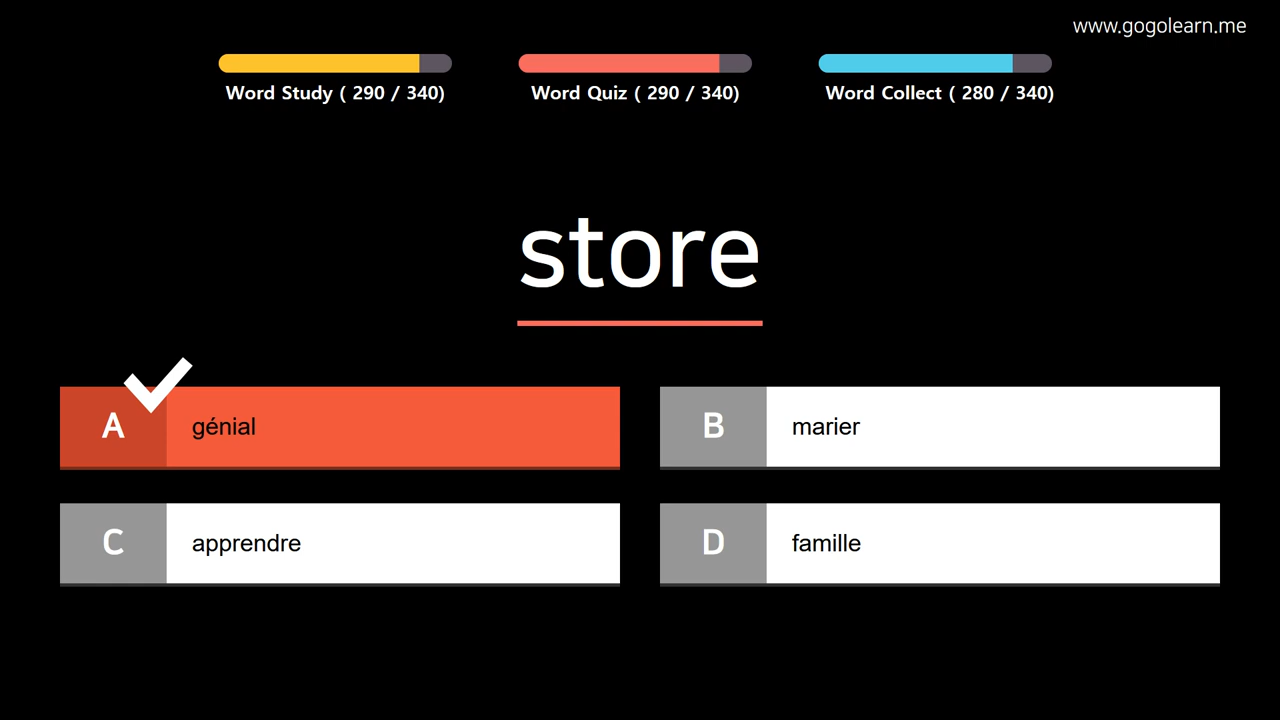 www.gogolearn.me
Word Study ( 290 / 340)
Word Quiz ( 290 / 340)
Word Collect ( 280 / 340)
store
A génial
B marier
C apprendre
D famille